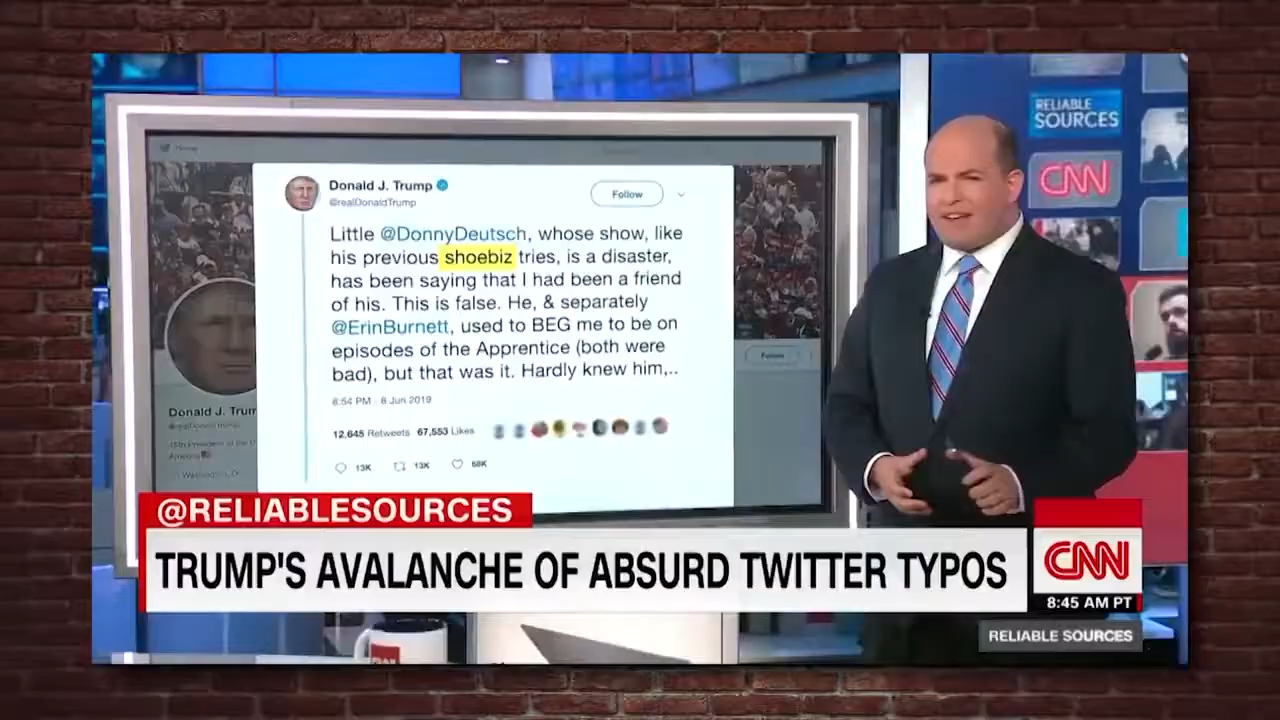 RELIABLE
SOURCES
CNN
Donald J. Trump
@realDonaldTrump
Follow
Little @DonnyDeutsch, whose show, like
his previous shoebiz tries, is a disaster,
has been saying that I had been a friend
of his. This is false. He, & separately
@ErinBurnett, used to BEG me to be on
episodes of the Apprentice (both were
bad), but that was it. Hardly knew him,..
8:54 PM - 8 Jun 2019
12,645 Retweets 67,553 Likes
13K 13K 68K
Follow
Donald J. Trum
@RELIABLESOURCES
TRUMP'S AVALANCHE OF ABSURD TWITTER TYPOS
CNN
8:45 AM PT
RELIABLE SOURCES